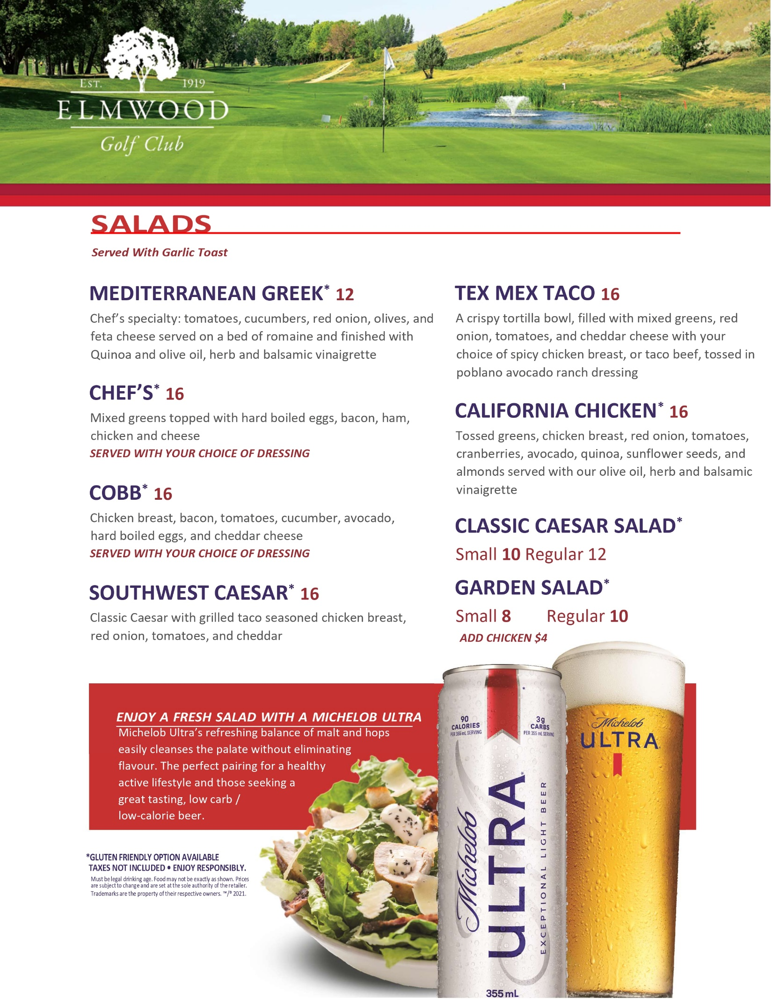 EST. 1919
ELMWOOD
Golf Club
SALADS
Served With Garlic Toast
MEDITERRANEAN GREEK* 12
Chef’s specialty: tomatoes, cucumbers, red onion, olives, and
feta cheese served on a bed of romaine and finished with
Quinoa and olive oil, herb and balsamic vinaigrette
CHEF’S* 16
Mixed greens topped with hard boiled eggs, bacon, ham,
chicken and cheese
SERVED WITH YOUR CHOICE OF DRESSING
COBB* 16
Chicken breast, bacon, tomatoes, cucumber, avocado,
hard boiled eggs, and cheddar cheese
SERVED WITH YOUR CHOICE OF DRESSING
SOUTHWEST CAESAR* 16
Classic Caesar with grilled taco seasoned chicken breast,
red onion, tomatoes, and cheddar
TEX MEX TACO 16
A crispy tortilla bowl, filled with mixed greens, red
onion, tomatoes, and cheddar cheese with your
choice of spicy chicken breast, or taco beef, tossed in
poblano avocado ranch dressing
CALIFORNIA CHICKEN* 16
Tossed greens, chicken breast, red onion, tomatoes,
cranberries, avocado, quinoa, sunflower seeds, and
almonds served with our olive oil, herb and balsamic
vinaigrette
CLASSIC CAESAR SALAD*
Small 10 Regular 12
GARDEN SALAD*
Small 8 Regular 10
ADD CHICKEN $4
ENJOY A FRESH SALAD WITH A MICHELOB ULTRA
Michelob Ultra’s refreshing balance of malt and hops
easily cleanses the palate without eliminating
flavour. The perfect pairing for a healthy
active lifestyle and those seeking a
great tasting, low carb /
low-calorie beer.
*GLUTEN FRIENDLY OPTION AVAILABLE
TAXES NOT INCLUDED • ENJOY RESPONSIBLY.
Must be legal drinking age. Food may not be exactly as shown. Prices
are subject to change and are set at the sole authority of the retailer.
Trademarks are the property of their respective owners. ™/® 2021.
*
90
CALORIES
PER 355 mL SERVING
3g
CARBS
PER 355 mL SERVING
Michelob
ULTRA*
EXCEPTIONAL LIGHT BEER
355 mL
Michelob
ULTRA